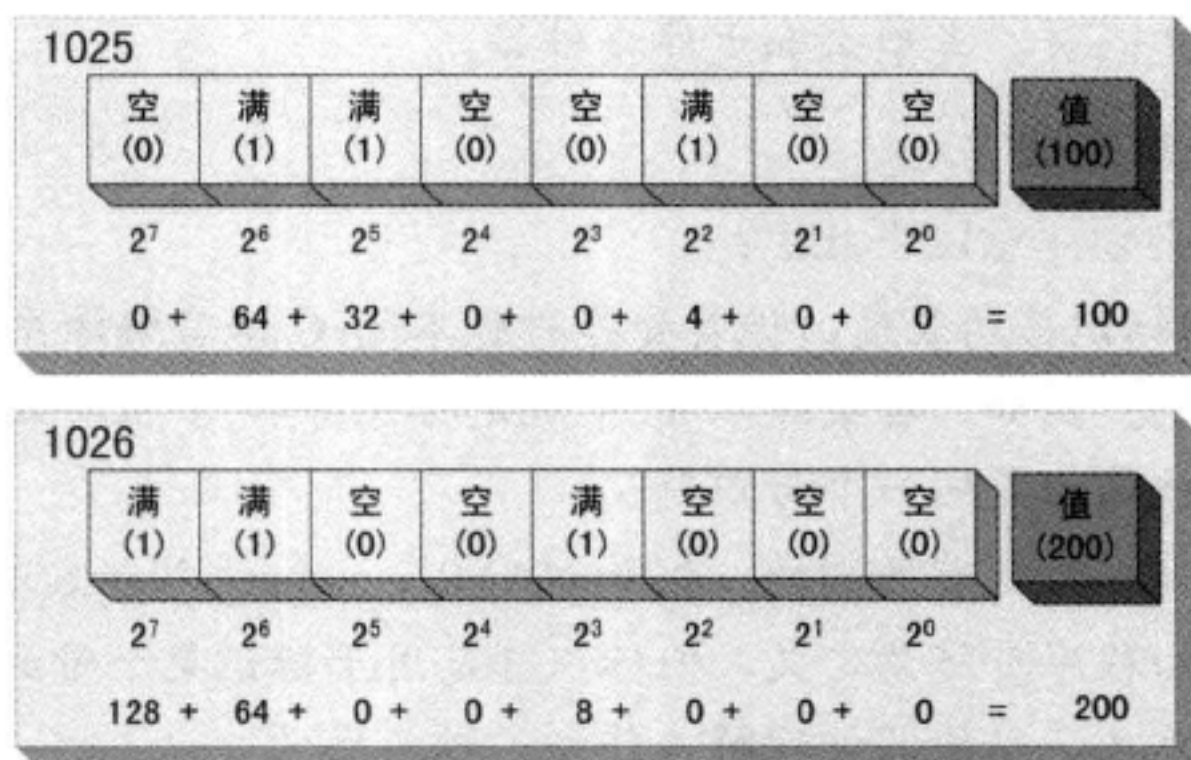 1025
空 满 满 空 空 满 空 空 值
(0) (1) (1) (0) (0) (1) (0) (0) (100)
2⁷ 2⁶ 2⁵ 2⁴ 2³ 2² 2¹ 2⁰
0 + 64 + 32 + 0 + 0 + 4 + 0 + 0 = 100
1026
满 满 空 空 满 空 空 空 值
(1) (1) (0) (0) (1) (0) (0) (0) (200)
2⁷ 2⁶ 2⁵ 2⁴ 2³ 2² 2¹ 2⁰
128 + 64 + 0 + 0 + 8 + 0 + 0 + 0 = 200